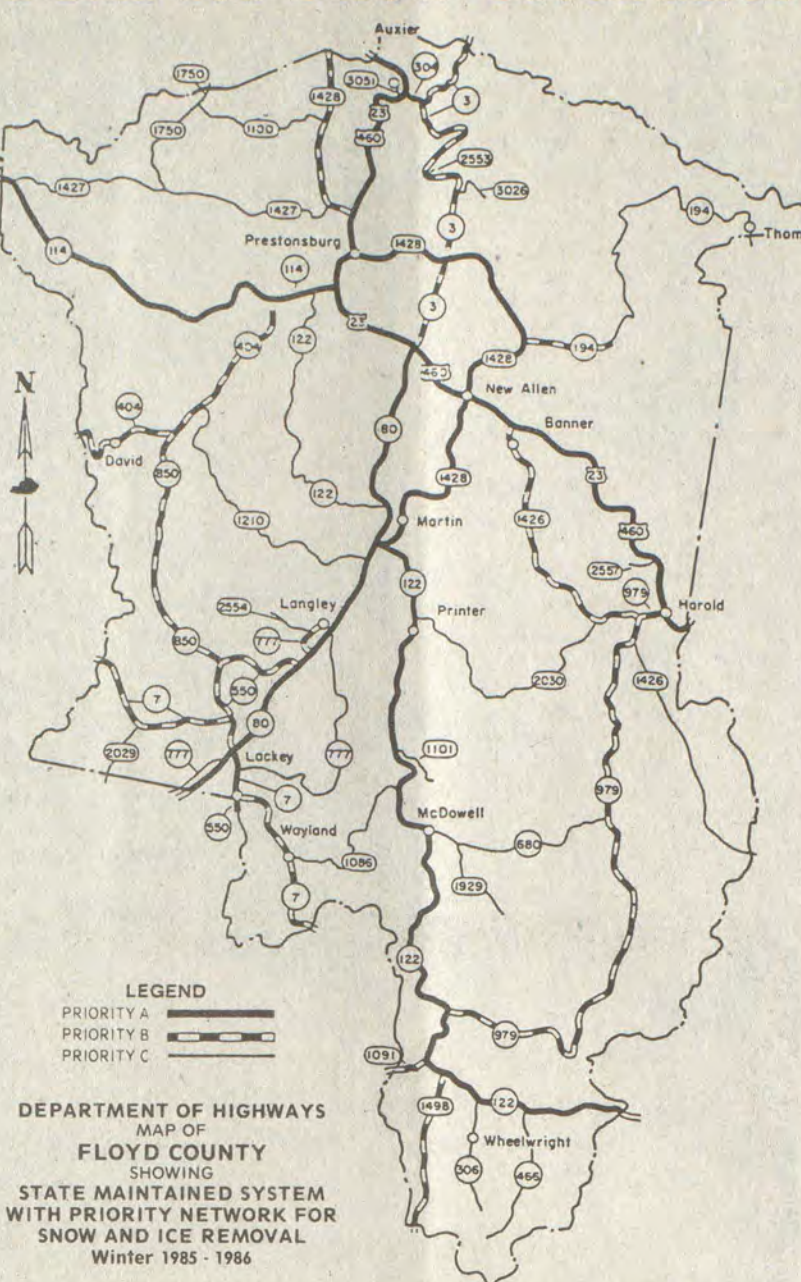 Auxier
1750
3051
304
1428
3
23
1750
1100
460
2553
1427
3026
1427
194
3
Thom
Prestonsburg
1428
114
114
3
23
122
404
1428
194
460
N
New Allen
Banner
404
80
David
850
1428
23
122
1426
460
1210
Martin
2557
122
979
2554
Langley
Harold
Printer
777
850
550
2030
1426
7
80
2029
777
Lackey
777
1101
7
979
McDowell
550
Wayland
680
1086
1929
7
122
LEGEND
PRIORITY A
PRIORITY B
PRIORITY C
979
1091
1498
122
Wheelwright
306
466
DEPARTMENT OF HIGHWAYS
MAP OF
FLOYD COUNTY
SHOWING
STATE MAINTAINED SYSTEM
WITH PRIORITY NETWORK FOR
SNOW AND ICE REMOVAL
Winter 1985 - 1986